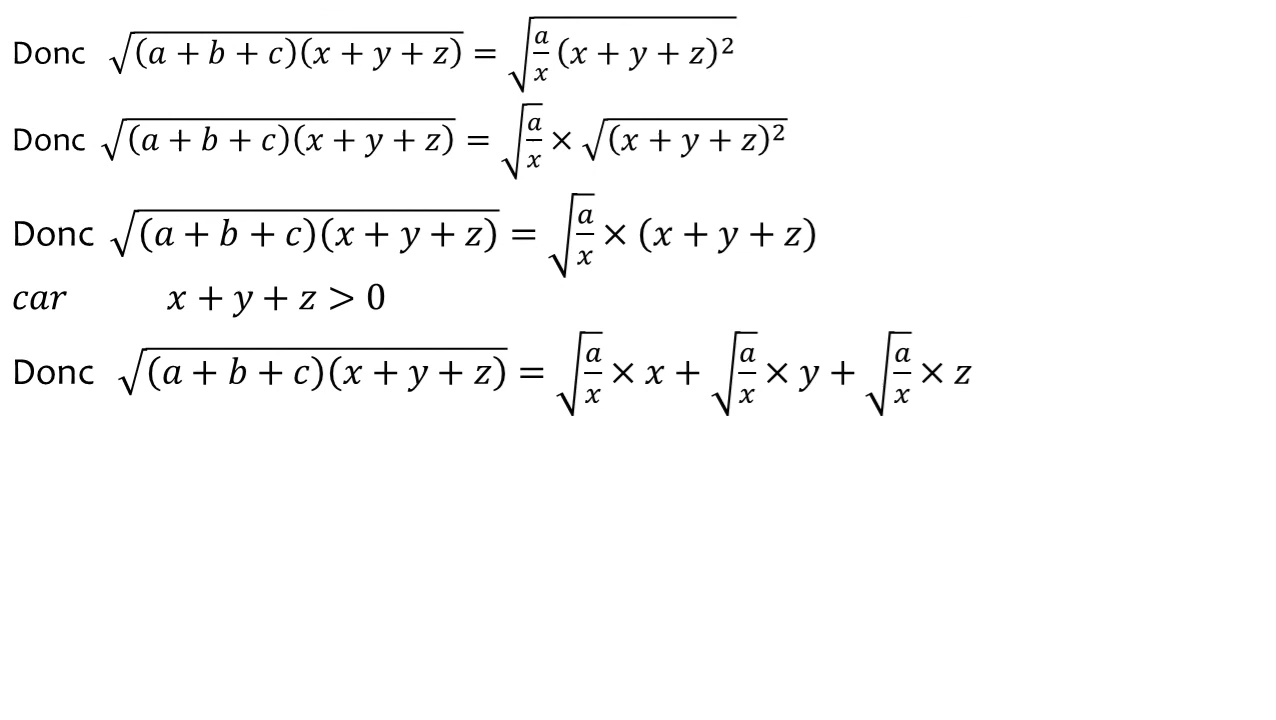 Donc √((a + b + c)(x + y + z)) = √(a/x (x + y + z)²)
Donc √((a + b + c)(x + y + z)) = √(a/x) × √((x + y + z)²)
Donc √((a + b + c)(x + y + z)) = √(a/x) × (x + y + z)
car x + y + z > 0
Donc √((a + b + c)(x + y + z)) = √(a/x) × x + √(a/x) × y + √(a/x) × z